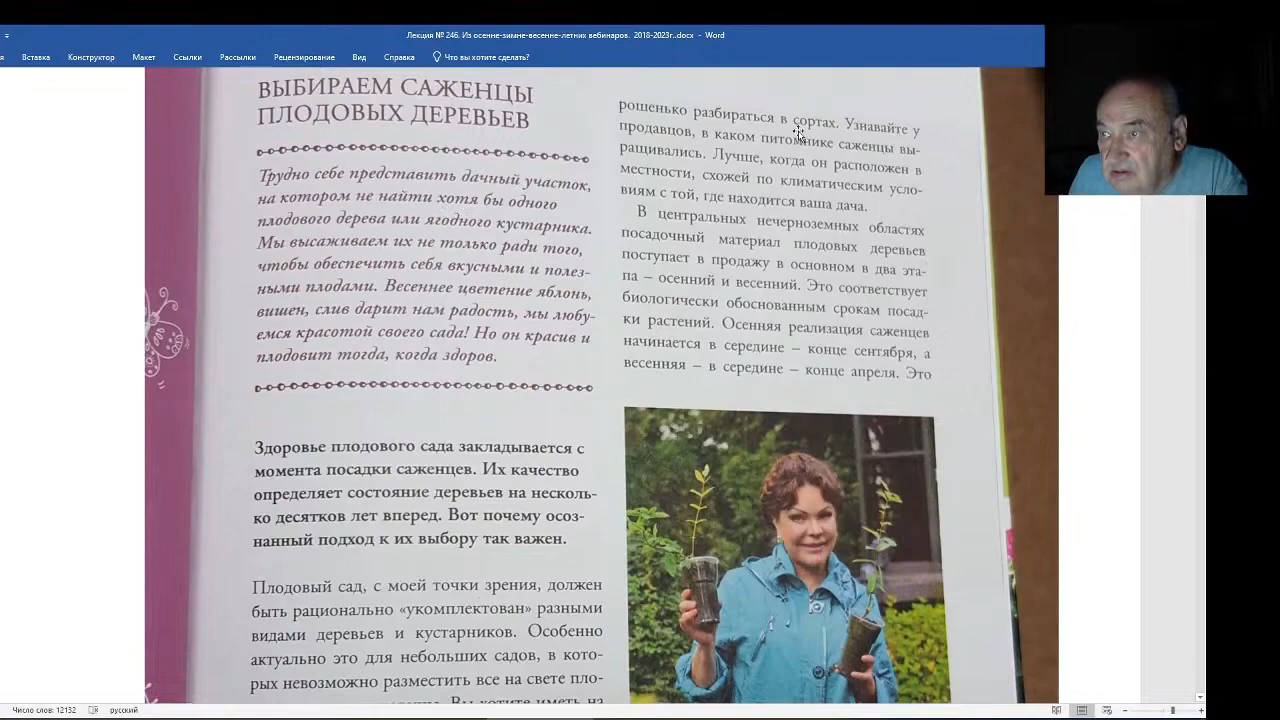 Лекция № 246. Из осенне-зимне-весенне-летних вебинаров. 2018-2023г..docx - Word
Вставка Конструктор Макет Ссылки Рассылки Рецензирование Вид Справка Что вы хотите сделать?
ВЫБИРАЕМ САЖЕНЦЫ
ПЛОДОВЫХ ДЕРЕВЬЕВ
Трудно себе представить дачный участок,
на котором не найти хотя бы одного
плодового дерева или ягодного кустарника.
Мы высаживаем их не только ради того,
чтобы обеспечить себя вкусными и полез-
ными плодами. Весеннее цветение яблонь,
вишен, слив дарит нам радость, мы любу-
емся красотой своего сада! Но он красив и
плодовит тогда, когда здоров.
Здоровье плодового сада закладывается с
момента посадки саженцев. Их качество
определяет состояние деревьев на несколь-
ко десятков лет вперед. Вот почему осоз-
нанный подход к их выбору так важен.
Плодовый сад, с моей точки зрения, должен
быть рационально «укомплектован» разными
видами деревьев и кустарников. Особенно
актуально это для небольших садов, в кото-
рых невозможно разместить все на свете пло-
Вы хотите иметь на
рошенько разбираться в сортах. Узнавайте у
продавцов, в каком питомнике саженцы вы-
ращивались. Лучше, когда он расположен в
местности, схожей по климатическим усло-
виям с той, где находится ваша дача.
В центральных нечерноземных областях
посадочный материал плодовых деревьев
поступает в продажу в основном в два эта-
па – осенний и весенний. Это соответствует
биологически обоснованным срокам посад-
ки растений. Осенняя реализация саженцев
начинается в середине – конце сентября, а
весенняя – в середине – конце апреля. Это
Число слов: 12132 русский